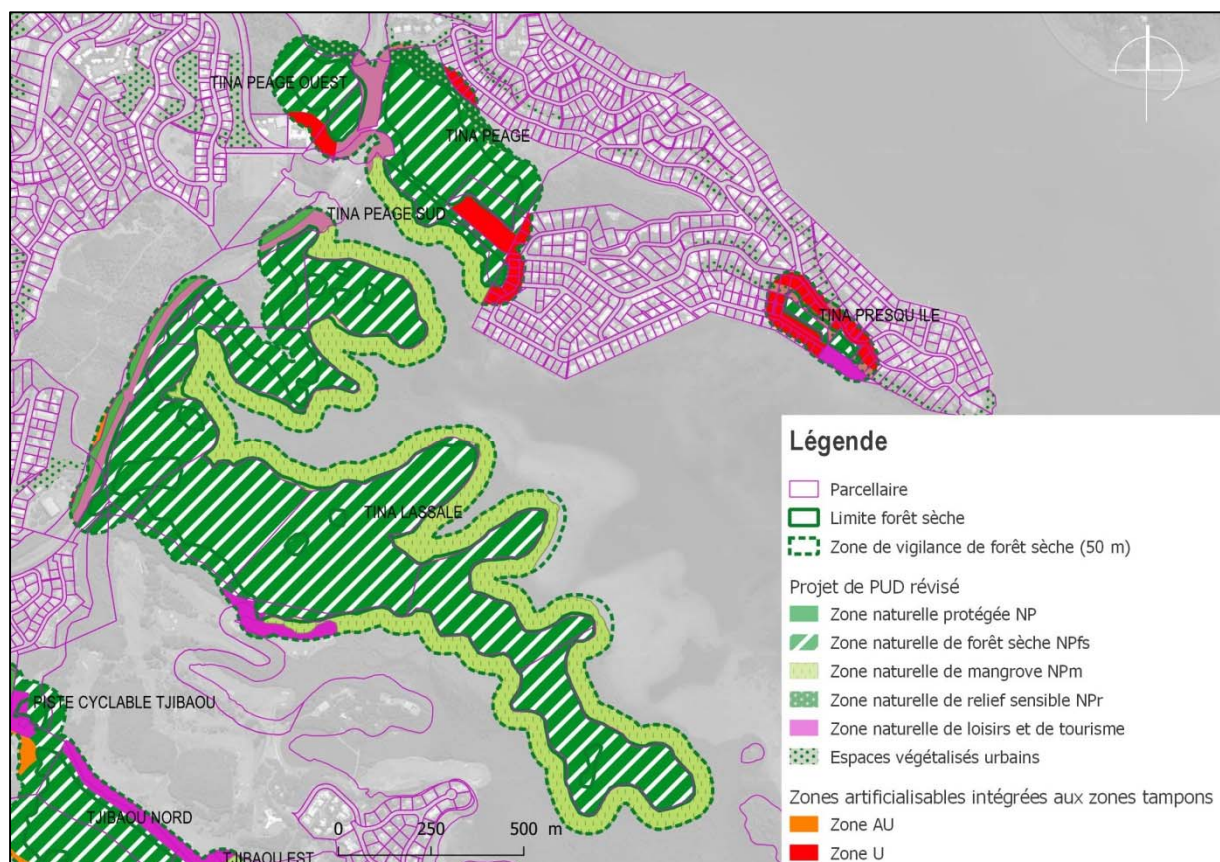 TINA PEAGE OUEST
TINA PEAGE
TINA PEAGE SUD
TINA PRESQU ILE
TINA LASSALE
PISTE CYCLABLE TJIBAOU
TJIBAOU NORD
TJIBAOU EST
0 250 500 m
Légende
Parcellaire
Limite forêt sèche
Zone de vigilance de forêt sèche (50 m)
Projet de PUD révisé
Zone naturelle protégée NP
Zone naturelle de forêt sèche NPfs
Zone naturelle de mangrove NPm
Zone naturelle de relief sensible NPr
Zone naturelle de loisirs et de tourisme
Espaces végétalisés urbains
Zones artificialisables intégrées aux zones tampons
Zone AU
Zone U